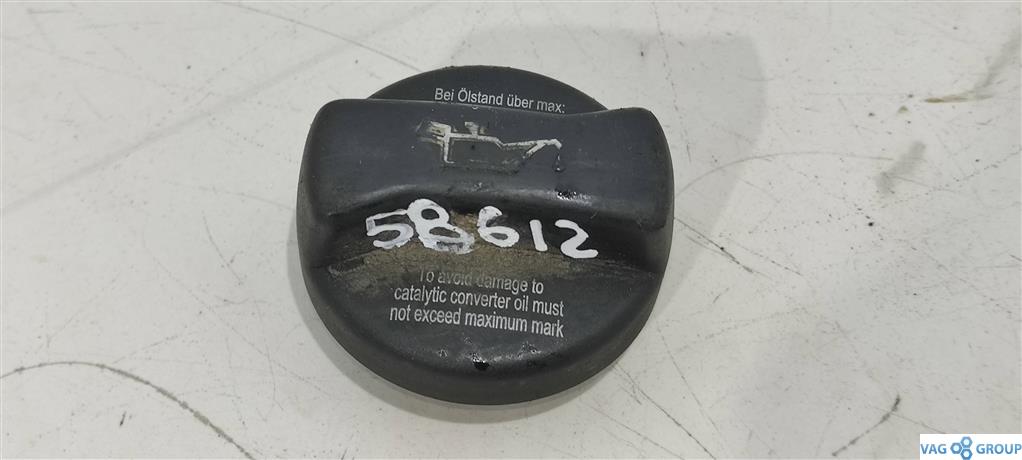 Bei Ölstand über max:
58612
To avoid damage to
catalytic converter oil must
not exceed maximum mark
VAG GROUP